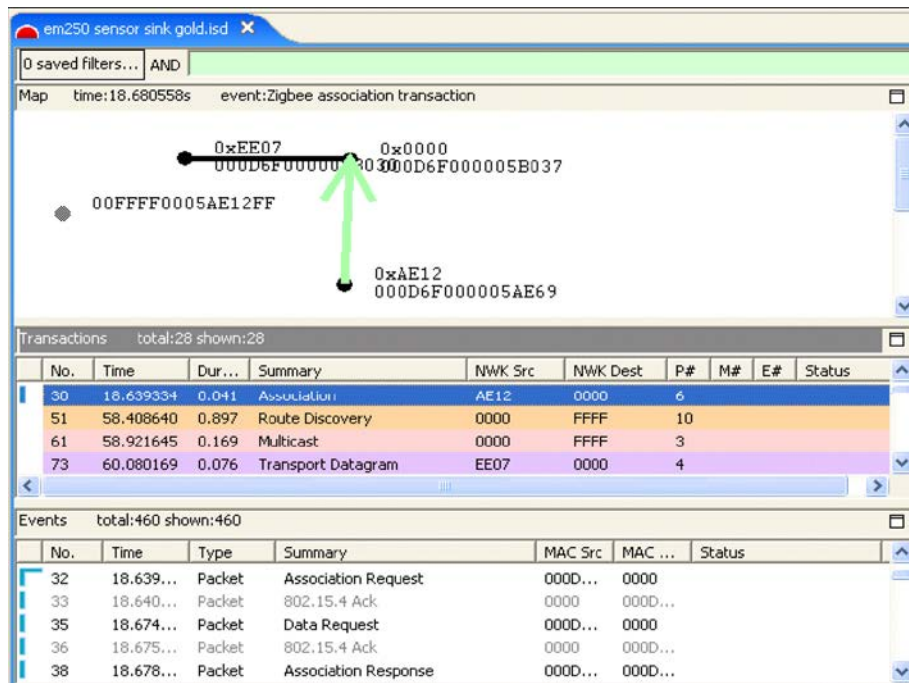 em250 sensor sink gold.isd
0 saved filters... AND
Map time:18.680558s event:Zigbee association transaction
0xEE07 0x0000
000D6F000005B037
00FFFF0005AE12FF
0xAE12
000D6F000005AE69
Transactions total:28 shown:28
No. Time Dur... Summary NWK Src NWK Dest P# M# E# Status
30 18.639334 0.041 Association AE12 0000 6
51 58.408640 0.897 Route Discovery 0000 FFFF 10
61 58.921645 0.169 Multicast 0000 FFFF 3
73 60.080169 0.076 Transport Datagram EE07 0000 4
Events total:460 shown:460
No. Time Type Summary MAC Src MAC ... Status
32 18.639... Packet Association Request 000D... 0000
33 18.640... Packet 802.15.4 Ack 0000 000D...
35 18.674... Packet Data Request 000D... 0000
36 18.675... Packet 802.15.4 Ack 0000 000D...
38 18.678... Packet Association Response 000D... 000D...